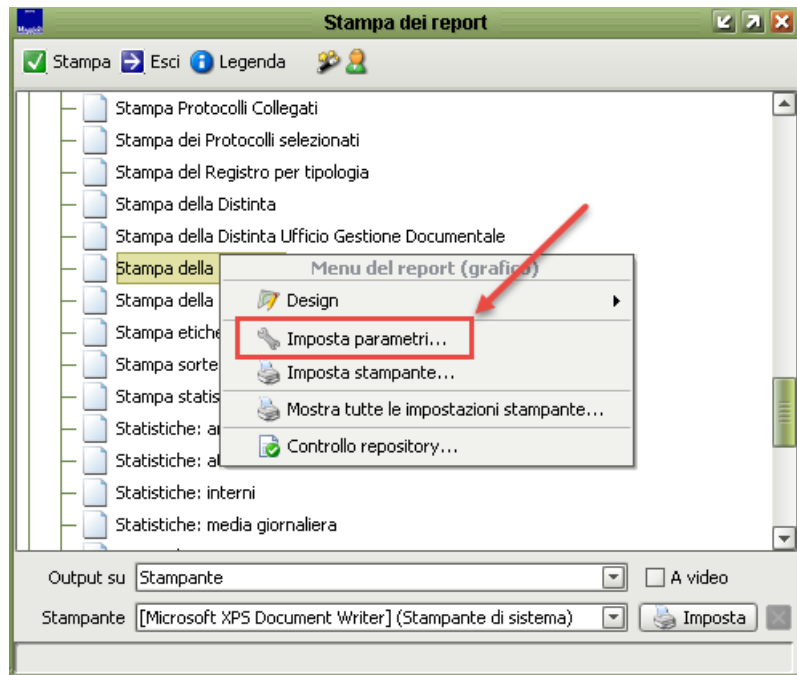 Stampa dei report
Stampa Esci Legenda
Stampa Protocolli Collegati
Stampa dei Protocolli selezionati
Stampa del Registro per tipologia
Stampa della Distinta
Stampa della Distinta Ufficio Gestione Documentale
Stampa della
Menu del report (grafico)
Stampa della
Design
Stampa etiche
Imposta parametri...
Stampa sorte
Imposta stampante...
Stampa statis
Mostra tutte le impostazioni stampante...
Statistiche: a
Statistiche: al
Controllo repository...
Statistiche: interni
Statistiche: media giornaliera
Output su Stampante A video
Stampante [Microsoft XPS Document Writer] (Stampante di sistema) Imposta